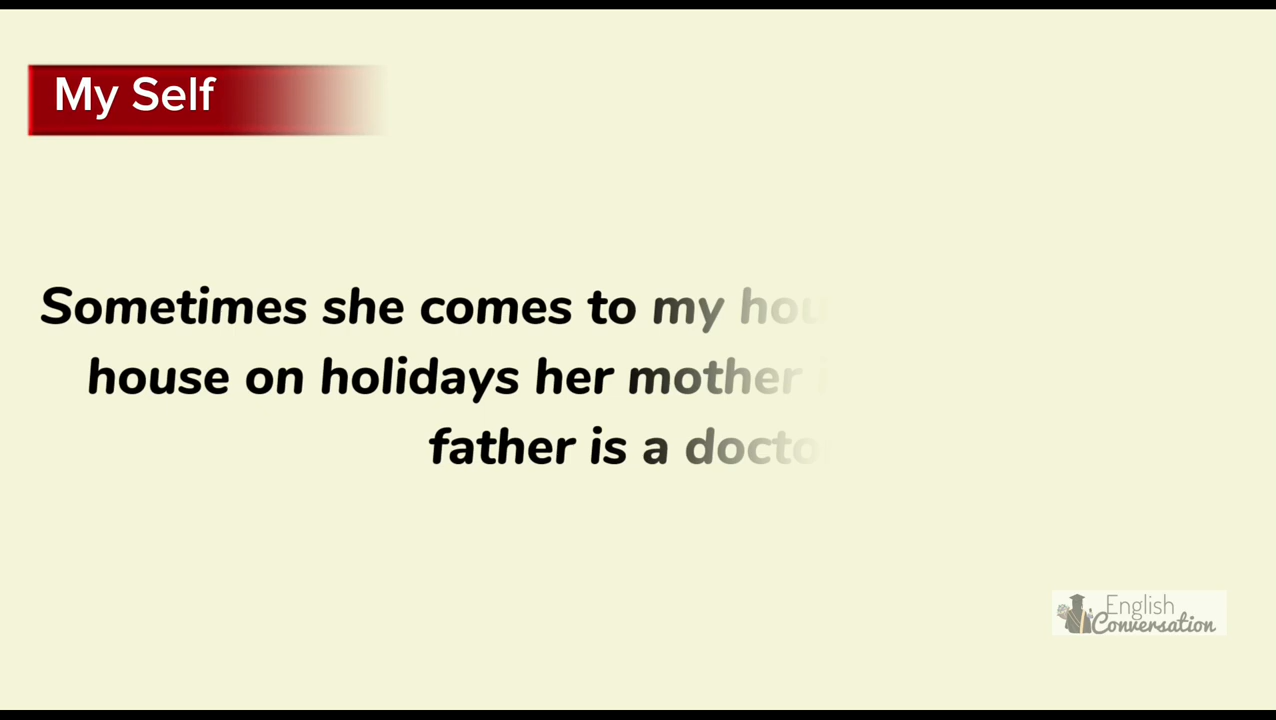 My Self
Sometimes she comes to my
house on holidays her mother
father is a
English
Conversation